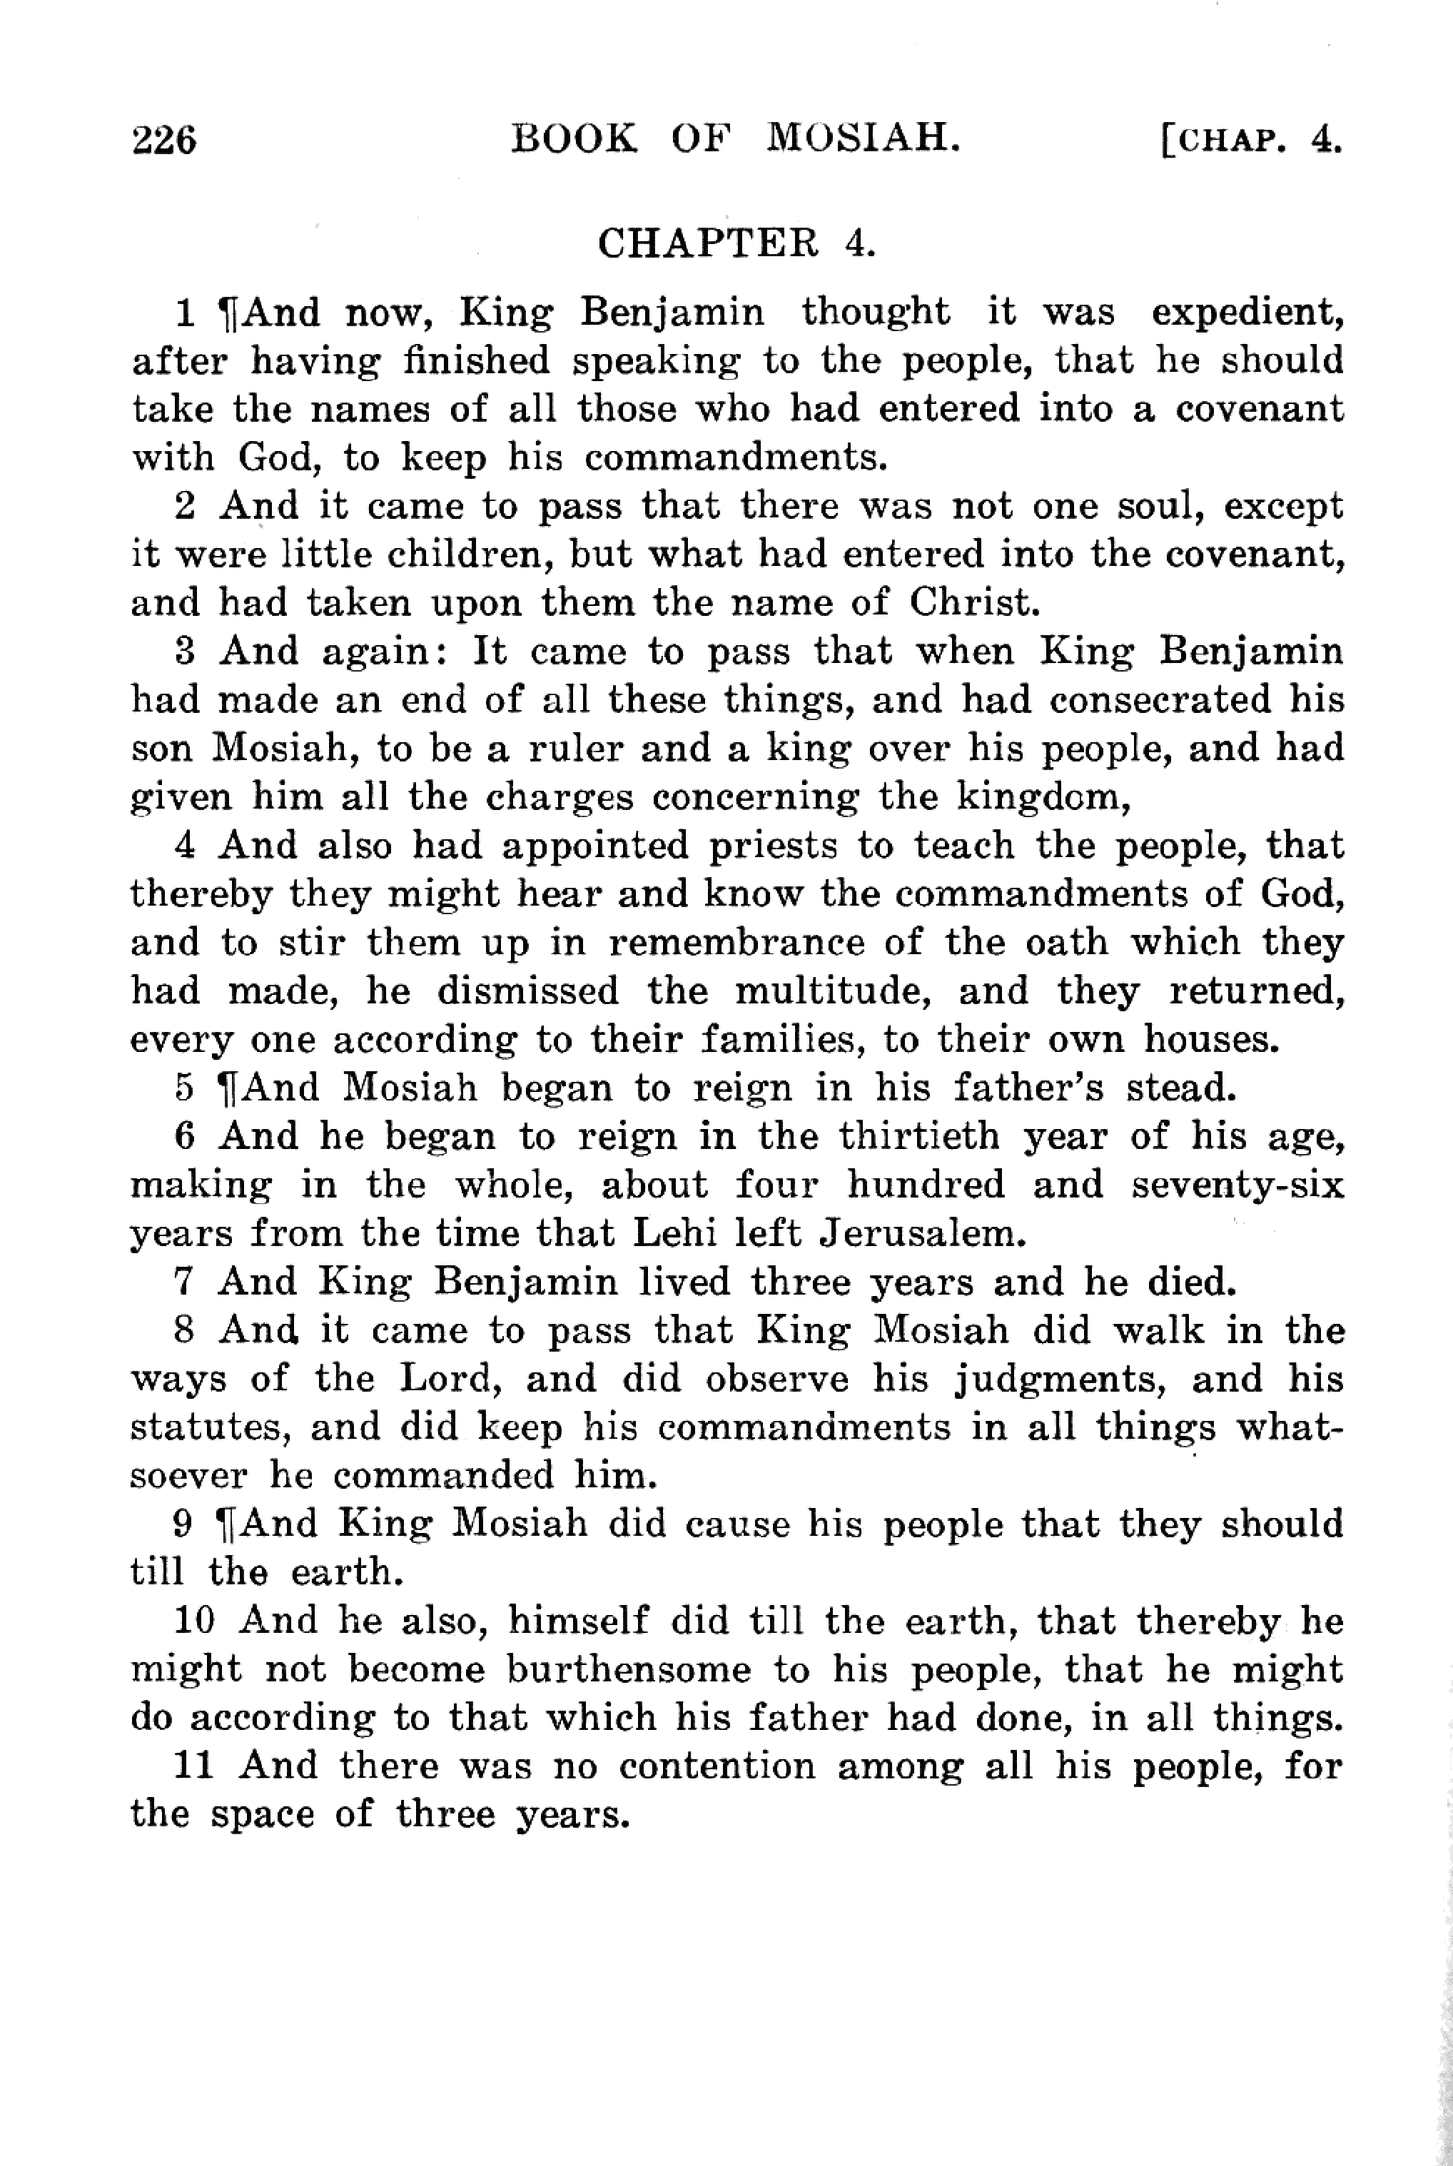 226 BOOK OF MOSIAH. [CHAP. 4.
CHAPTER 4.
1 ¶And now, King Benjamin thought it was expedient,
after having finished speaking to the people, that he should
take the names of all those who had entered into a covenant
with God, to keep his commandments.
2 And it came to pass that there was not one soul, except
it were little children, but what had entered into the covenant,
and had taken upon them the name of Christ.
3 And again: It came to pass that when King Benjamin
had made an end of all these things, and had consecrated his
son Mosiah, to be a ruler and a king over his people, and had
given him all the charges concerning the kingdom,
4 And also had appointed priests to teach the people, that
thereby they might hear and know the commandments of God,
and to stir them up in remembrance of the oath which they
had made, he dismissed the multitude, and they returned,
every one according to their families, to their own houses.
5 ¶And Mosiah began to reign in his father's stead.
6 And he began to reign in the thirtieth year of his age,
making in the whole, about four hundred and seventy-six
years from the time that Lehi left Jerusalem.
7 And King Benjamin lived three years and he died.
8 And it came to pass that King Mosiah did walk in the
ways of the Lord, and did observe his judgments, and his
statutes, and did keep his commandments in all things what-
soever he commanded him.
9 ¶And King Mosiah did cause his people that they should
till the earth.
10 And he also, himself did till the earth, that thereby he
might not become burthensome to his people, that he might
do according to that which his father had done, in all things.
11 And there was no contention among all his people, for
the space of three years.